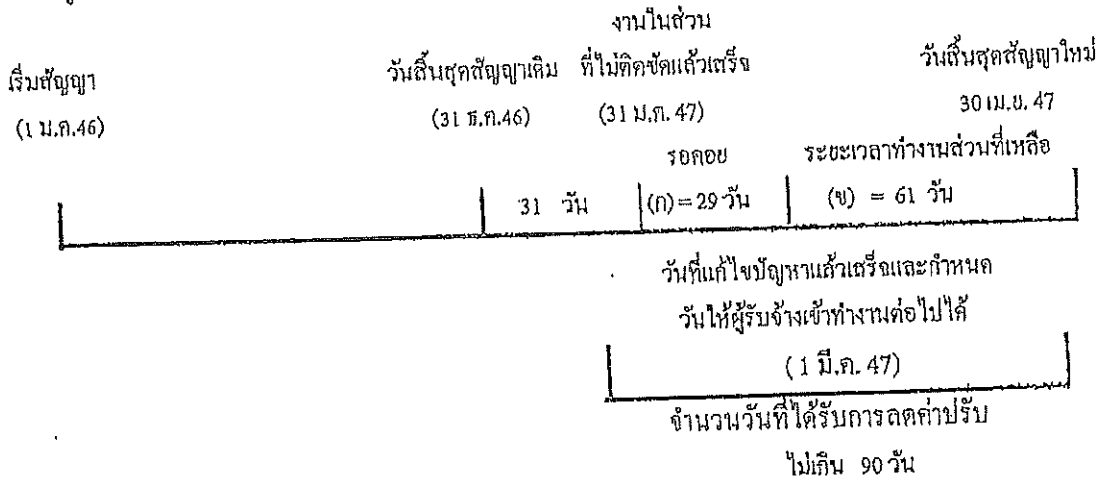 งานในส่วน
เริ่มสัญญา วันสิ้นสุดสัญญาเดิม ที่ไม่ติดขัดแล้วเสร็จ วันสิ้นสุดสัญญาใหม่
(1 ม.ค.46) (31 ธ.ค.46) (31 ม.ค. 47) 30 เม.ย. 47
รอคอย ระยะเวลาทำงานส่วนที่เหลือ
31 วัน (ก) = 29 วัน (ข) = 61 วัน
วันที่แก้ไขปัญหาแล้วเสร็จและกำหนด
วันให้ผู้รับจ้างเข้าทำงานต่อไปได้
(1 มี.ค. 47)
จำนวนวันที่ได้รับการลดค่าปรับ
ไม่เกิน 90 วัน